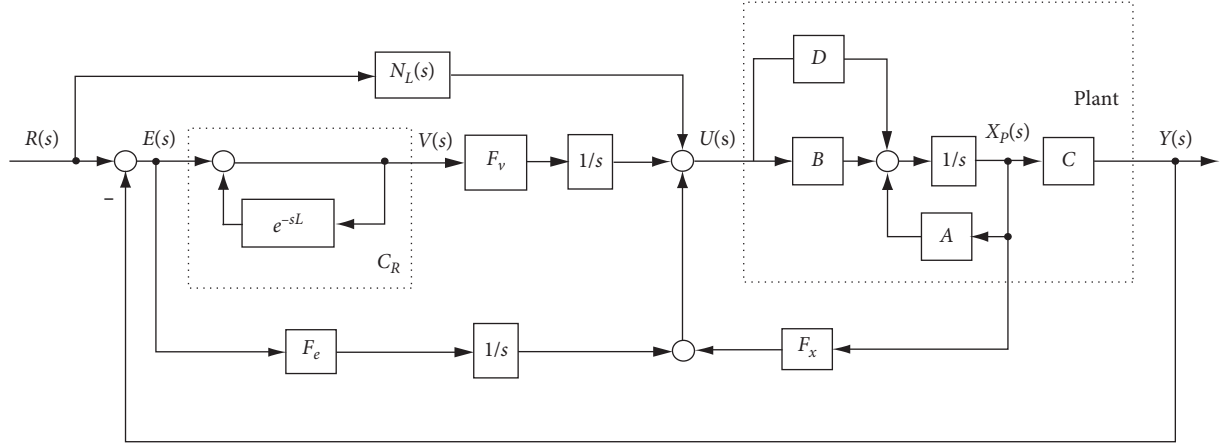 D
N_L(s)
Plant
R(s)
E(s)
V(s)
U(s)
X_P(s)
Y(s)
F_v
1/s
B
1/s
C
–
e^{-sL}
A
C_R
F_e
1/s
F_x